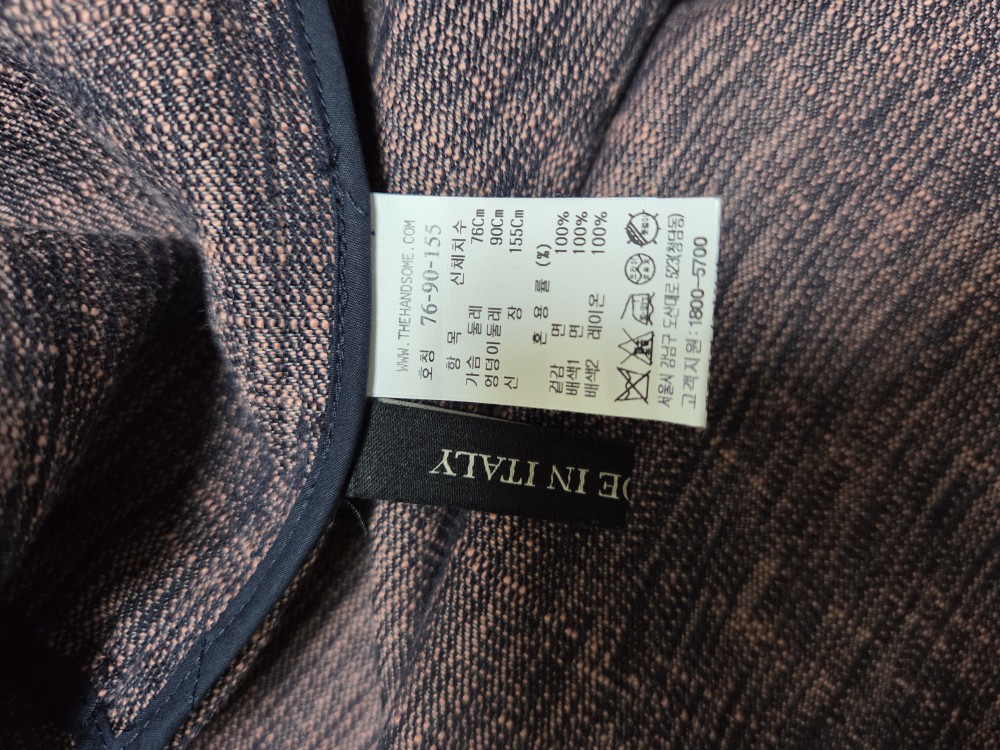 WWW.THEHANDSOME.COM
호칭 76-90-155
항 목 신체치수
가슴 둘레 76Cm
엉덩이둘레 90Cm
신 장 155Cm
혼 용 률 (%)
겉감 면 100%
배색1 면 100%
배색2 레이온 100%
서울시 강남구 도산대로 523(청담동)
고객지원:1800-5700
DE IN ITALY